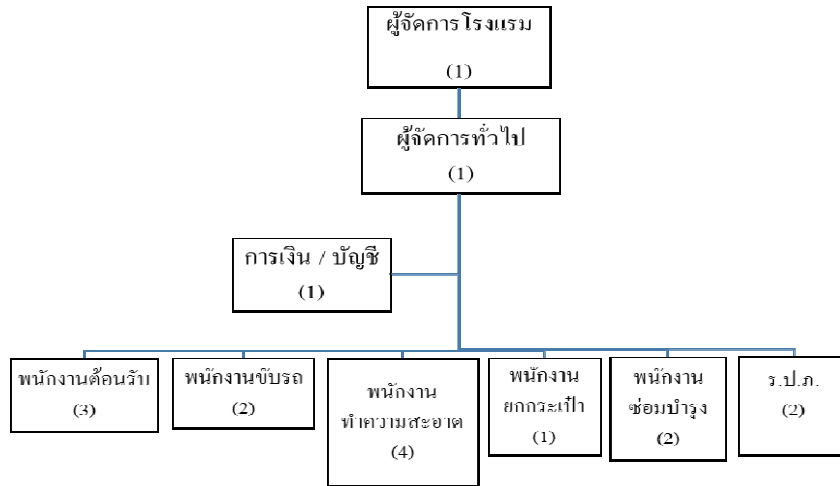 ผู้จัดการโรงแรม
(1)
ผู้จัดการทั่วไป
(1)
การเงิน / บัญชี
(1)
พนักงานต้อนรับ
(3)
พนักงานขับรถ
(2)
พนักงาน
ทำความสะอาด
(4)
พนักงาน
ยกกระเป๋า
(1)
พนักงาน
ซ่อมบำรุง
(2)
ร.ป.ภ.
(2)